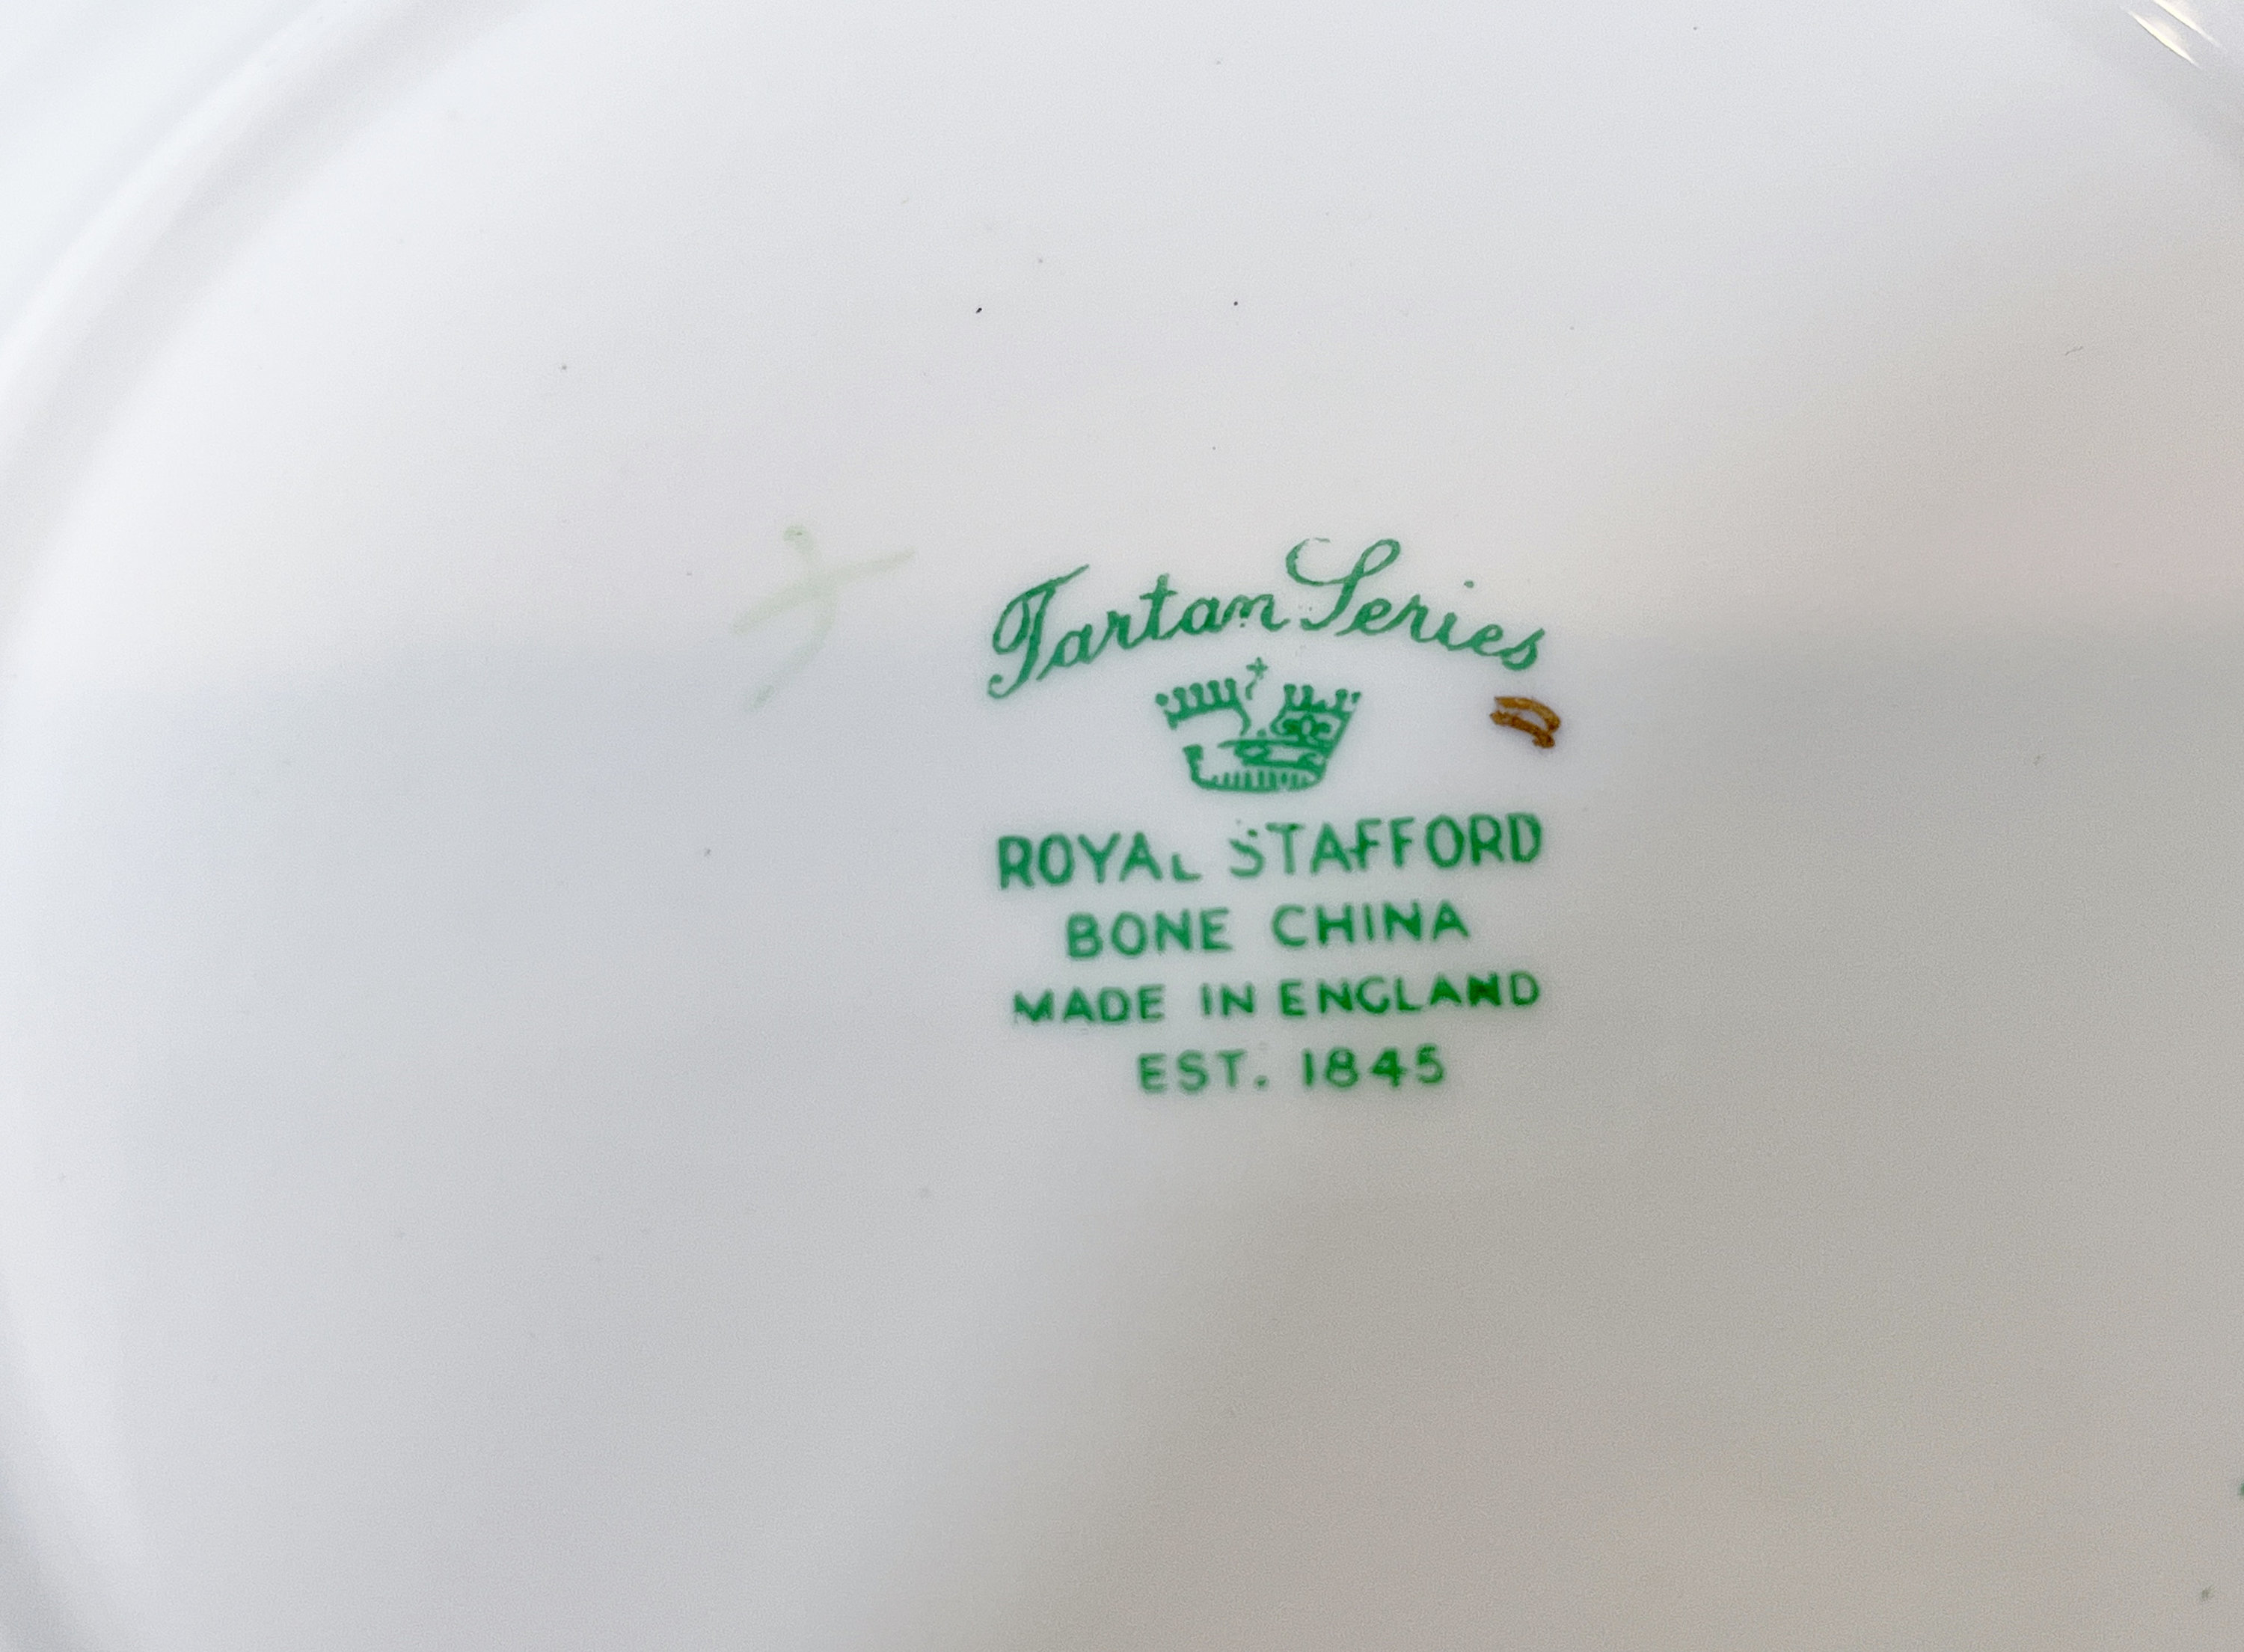 Tartan Series
ROYAL STAFFORD
BONE CHINA
MADE IN ENGLAND
EST. 1845